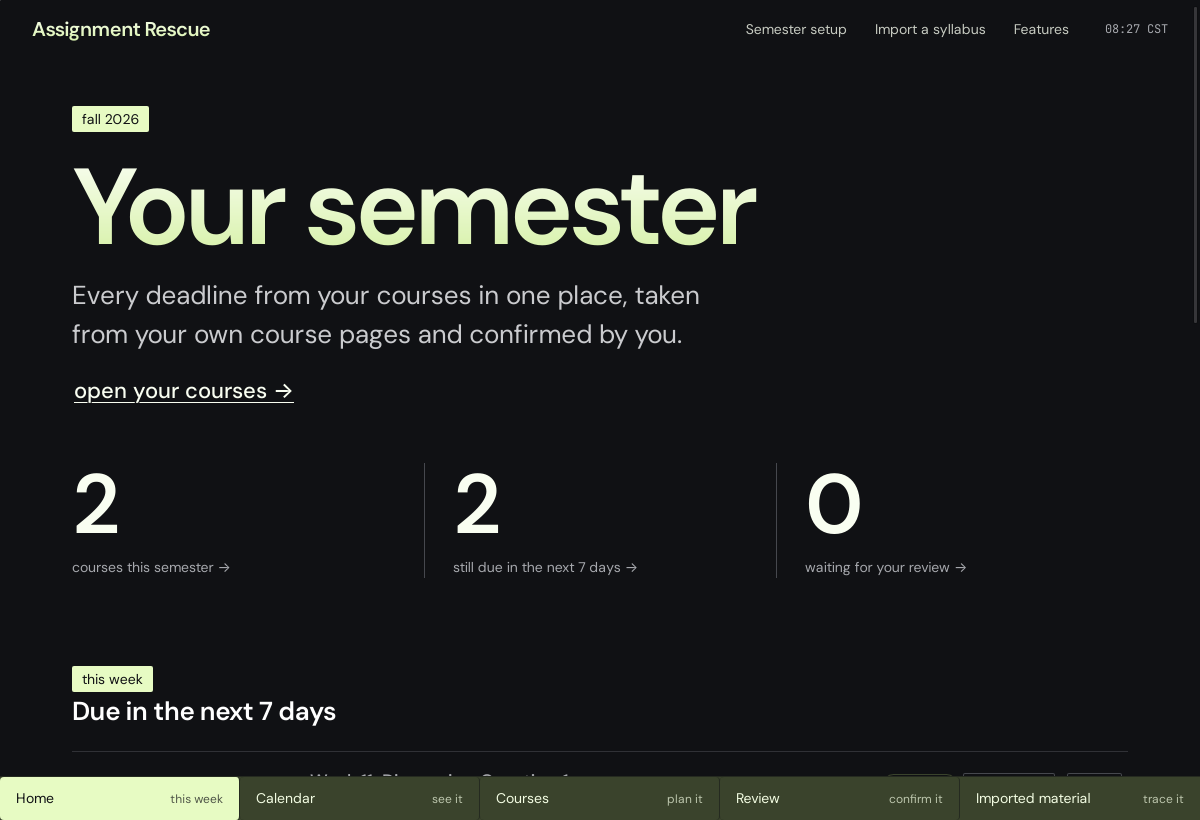 Assignment Rescue
Semester setup
Import a syllabus
Features
08:27 CST
fall 2026
Your semester
Every deadline from your courses in one place, taken
from your own course pages and confirmed by you.
open your courses →
2
courses this semester →
2
still due in the next 7 days →
0
waiting for your review →
this week
Due in the next 7 days
Home this week
Calendar see it
Courses plan it
Review confirm it
Imported material trace it